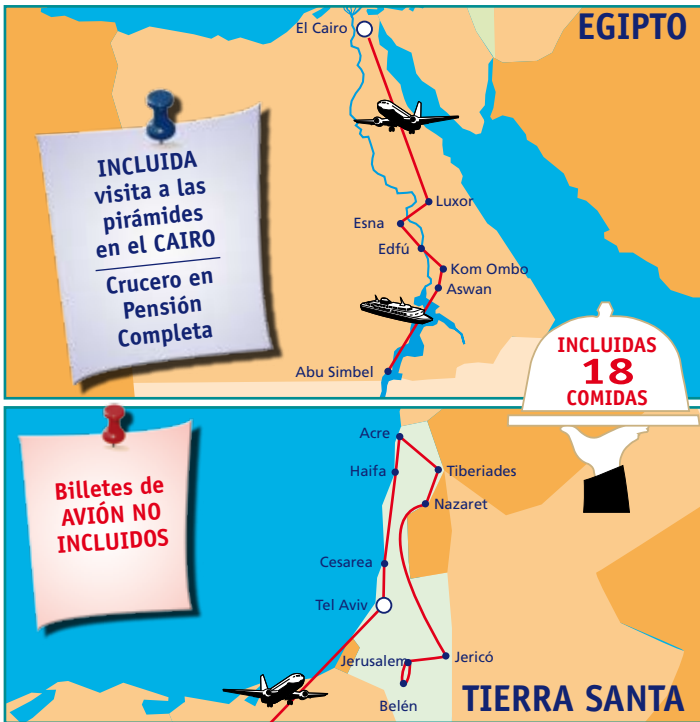 El Cairo
EGIPTO
INCLUIDA
visita a las
pirámides
en el CAIRO
Crucero en
Pensión
Completa
Luxor
Esna
Edfú
Kom Ombo
Aswan
Abu Simbel
INCLUIDAS
18
COMIDAS
Billetes de
AVIÓN NO
INCLUIDOS
Acre
Haifa
Tiberiades
Nazaret
Cesarea
Tel Aviv
Jerusalem
Jericó
Belén
TIERRA SANTA